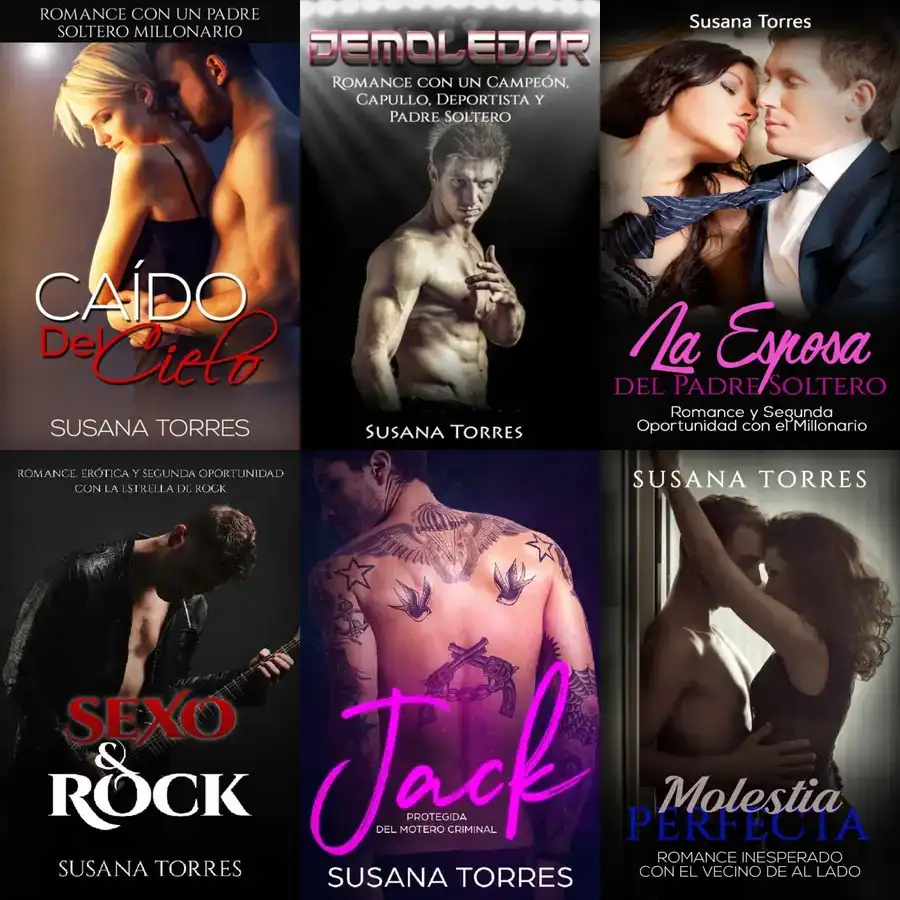 ROMANCE CON UN PADRE
SOLTERO MILLONARIO
CAÍDO
Del Cielo
SUSANA TORRES
DEMOLEDOR
ROMANCE CON UN CAMPEÓN,
CAPULLO, DEPORTISTA Y
PADRE SOLTERO
SUSANA TORRES
Susana Torres
La Esposa
DEL PADRE SOLTERO
Romance y Segunda
Oportunidad con el Millonario
ROMANCE, ERÓTICA Y SEGUNDA OPORTUNIDAD
CON LA ESTRELLA DE ROCK
SEXO
&
ROCK
SUSANA TORRES
Jack
PROTEGIDA
DEL MOTERO CRIMINAL
SUSANA TORRES
SUSANA TORRES
Molestia
PERFECTA
ROMANCE INESPERADO
CON EL VECINO DE AL LADO